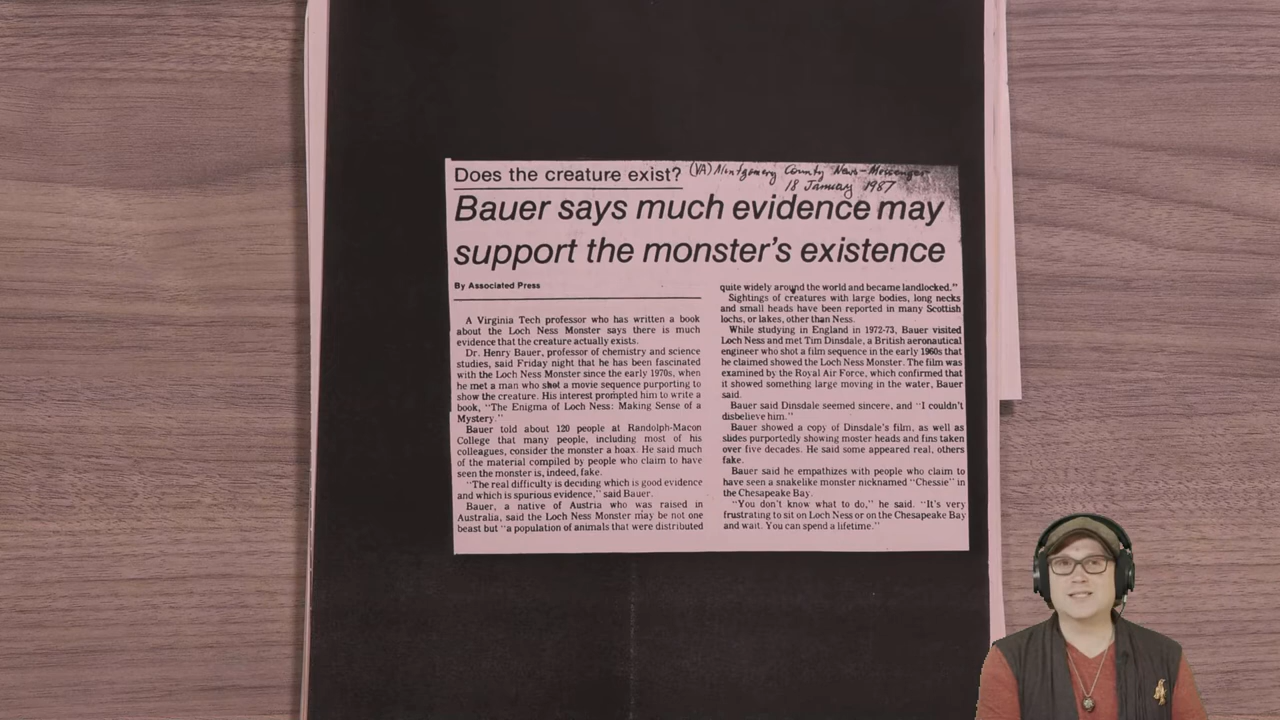 Does the creature exist? (VA) Montgomery County News-Messenger
18 January 1987
Bauer says much evidence may
support the monster's existence
By Associated Press
A Virginia Tech professor who has written a book
about the Loch Ness Monster says there is much
evidence that the creature actually exists.
Dr. Henry Bauer, professor of chemistry and science
studies, said Friday night that he has been fascinated
with the Loch Ness Monster since the early 1970s, when
he met a man who shot a movie sequence purporting to
show the creature. His interest prompted him to write a
book, "The Enigma of Loch Ness: Making Sense of a
Mystery."
Bauer told about 120 people at Randolph-Macon
College that many people, including most of his
colleagues, consider the monster a hoax. He said much
of the material compiled by people who claim to have
seen the monster is, indeed, fake.
"The real difficulty is deciding which is good evidence
and which is spurious evidence," said Bauer.
Bauer, a native of Austria who was raised in
Australia, said the Loch Ness Monster may be not one
beast but "a population of animals that were distributed
quite widely around the world and became landlocked."
Sightings of creatures with large bodies, long necks
and small heads have been reported in many Scottish
lochs, or lakes, other than Ness.
While studying in England in 1972-73, Bauer visited
Loch Ness and met Tim Dinsdale, a British aeronautical
engineer who shot a film sequence in the early 1960s that
he claimed showed the Loch Ness Monster. The film was
examined by the Royal Air Force, which confirmed that
it showed something large moving in the water, Bauer
said.
Bauer said Dinsdale seemed sincere, and "I couldn't
disbelieve him."
Bauer showed a copy of Dinsdale's film, as well as
slides purportedly showing moster heads and fins taken
over five decades. He said some appeared real, others
fake.
Bauer said he empathizes with people who claim to
have seen a snakelike monster nicknamed "Chessie" in
the Chesapeake Bay.
"You don't know what to do," he said. "It's very
frustrating to sit on Loch Ness or on the Chesapeake Bay
and wait. You can spend a lifetime."